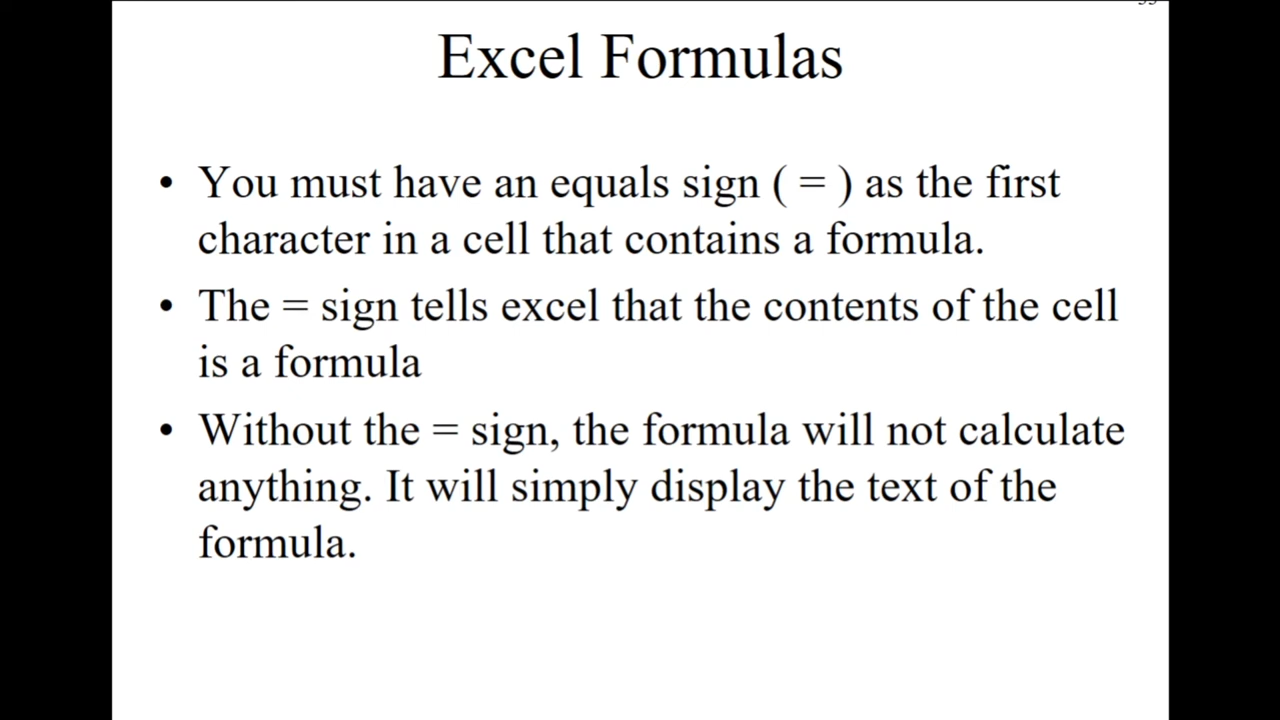 Excel Formulas
• You must have an equals sign ( = ) as the first
character in a cell that contains a formula.
• The = sign tells excel that the contents of the cell
is a formula
• Without the = sign, the formula will not calculate
anything. It will simply display the text of the
formula.